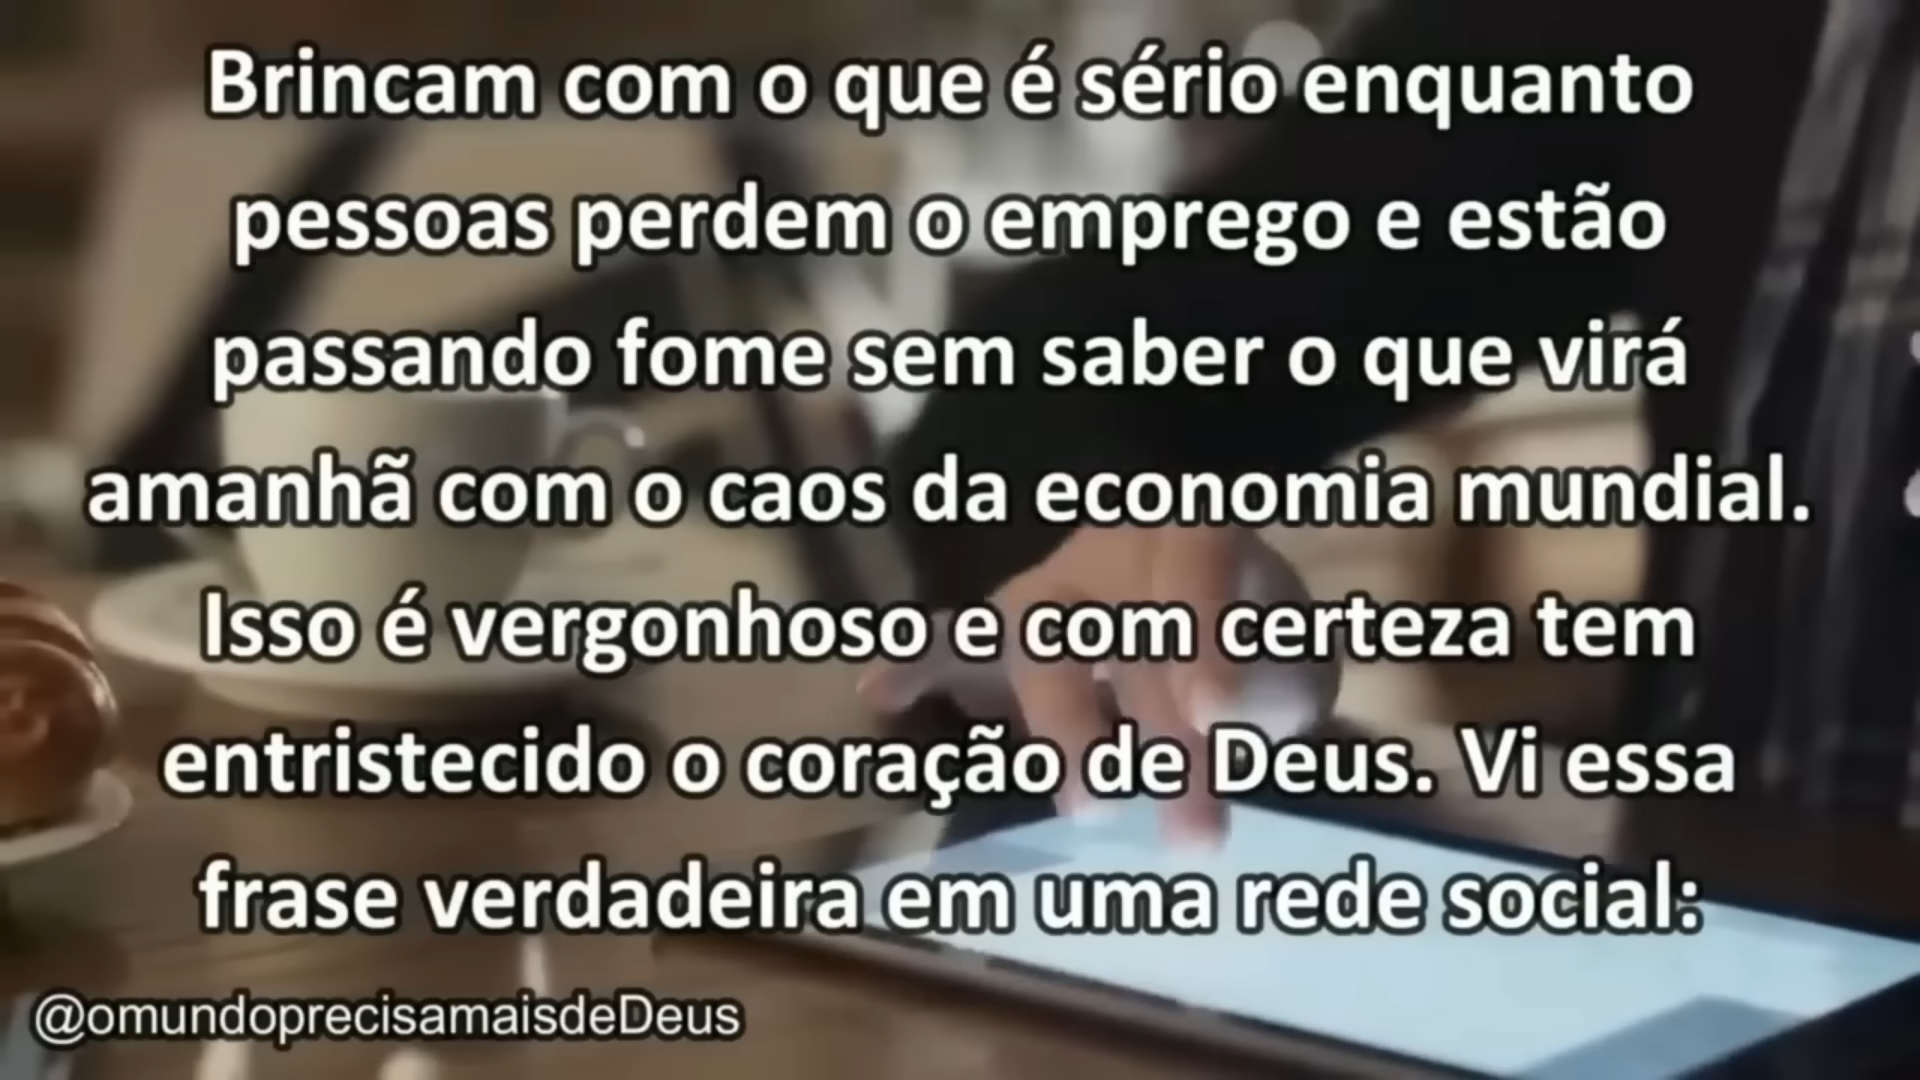 Brincam com o que é sério enquanto
pessoas perdem o emprego e estão
passando fome sem saber o que virá
amanhã com o caos da economia mundial.
Isso é vergonhoso e com certeza tem
entristecido o coração de Deus. Vi essa
frase verdadeira em uma rede social:
@omundoprecisamaisdeDeus